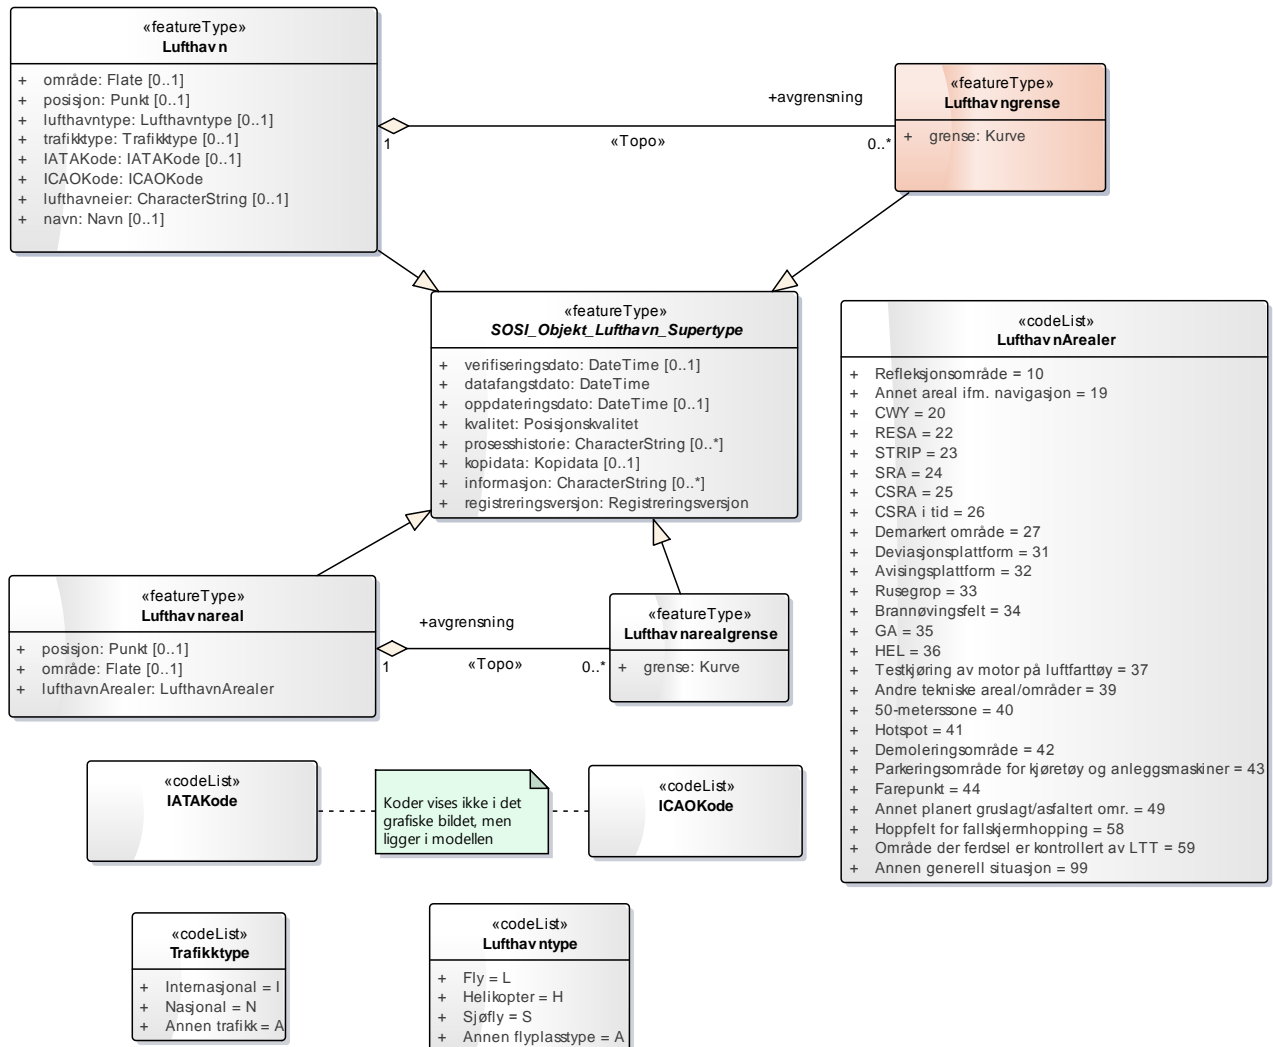 «featureType»
Lufthavn
+ område: Flate [0..1]
+ posisjon: Punkt [0..1]
+ lufthavntype: Lufthavntype [0..1]
+ trafikktype: Trafikktype [0..1]
+ IATAKode: IATAKode [0..1]
+ ICAOKode: ICAOKode
+ lufthavneier: CharacterString [0..1]
+ navn: Navn [0..1]
+avgrensning
1
«Topo»
0..*
«featureType»
Lufthavngrense
+ grense: Kurve
«featureType»
SOSI_Objekt_Lufthavn_Supertype
+ verifiseringsdato: DateTime [0..1]
+ datafangstdato: DateTime
+ oppdateringsdato: DateTime [0..1]
+ kvalitet: Posisjonskvalitet
+ prosesshistorie: CharacterString [0..*]
+ kopidata: Kopidata [0..1]
+ informasjon: CharacterString [0..*]
+ registreringsversjon: Registreringsversjon
«codeList»
LufthavnArealer
+ Refleksjonsområde = 10
+ Annet areal ifm. navigasjon = 19
+ CWY = 20
+ RESA = 22
+ STRIP = 23
+ SRA = 24
+ CSRA = 25
+ CSRA i tid = 26
+ Demarkert område = 27
+ Deviasjonsplattform = 31
+ Avisingsplattform = 32
+ Rusegrop = 33
+ Brannøvingsfelt = 34
+ GA = 35
+ HEL = 36
+ Testkjøring av motor på luftfarttøy = 37
+ Andre tekniske areal/områder = 39
+ 50-meterssone = 40
+ Hotspot = 41
+ Demoleringsområde = 42
+ Parkeringsområde for kjøretøy og anleggsmaskiner = 43
+ Farepunkt = 44
+ Annet planert gruslagt/asfaltert omr. = 49
+ Hoppfelt for fallskjermhopping = 58
+ Område der ferdsel er kontrollert av LTT = 59
+ Annen generell situasjon = 99
«featureType»
Lufthavnareal
+ posisjon: Punkt [0..1]
+ område: Flate [0..1]
+ lufthavnArealer: LufthavnArealer
+avgrensning
1
«Topo»
0..*
«featureType»
Lufthavnarealgrense
+ grense: Kurve
«codeList»
IATAKode
Koder vises ikke i det
grafiske bildet, men
ligger i modellen
«codeList»
ICAOKode
«codeList»
Trafikktype
+ Internasjonal = I
+ Nasjonal = N
+ Annen trafikk = A
«codeList»
Lufthavntype
+ Fly = L
+ Helikopter = H
+ Sjøfly = S
+ Annen flyplasstype = A